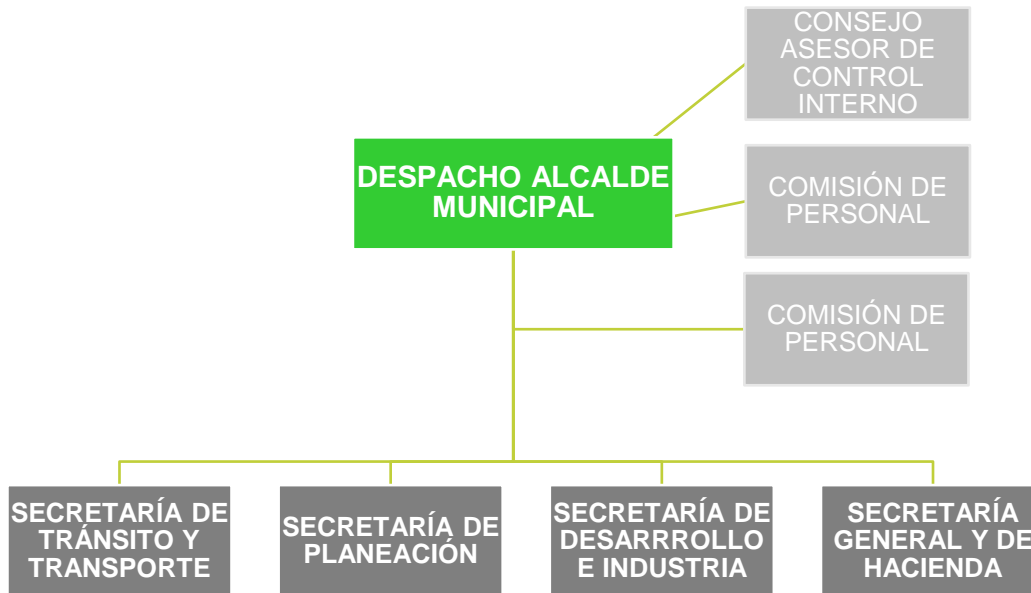 CONSEJO
ASESOR DE
CONTROL
INTERNO
DESPACHO ALCALDE
MUNICIPAL
COMISIÓN DE
PERSONAL
COMISIÓN DE
PERSONAL
SECRETARÍA DE
TRÁNSITO Y
TRANSPORTE
SECRETARÍA DE
PLANEACIÓN
SECRETARÍA DE
DESARRROLLO
E INDUSTRIA
SECRETARÍA
GENERAL Y DE
HACIENDA